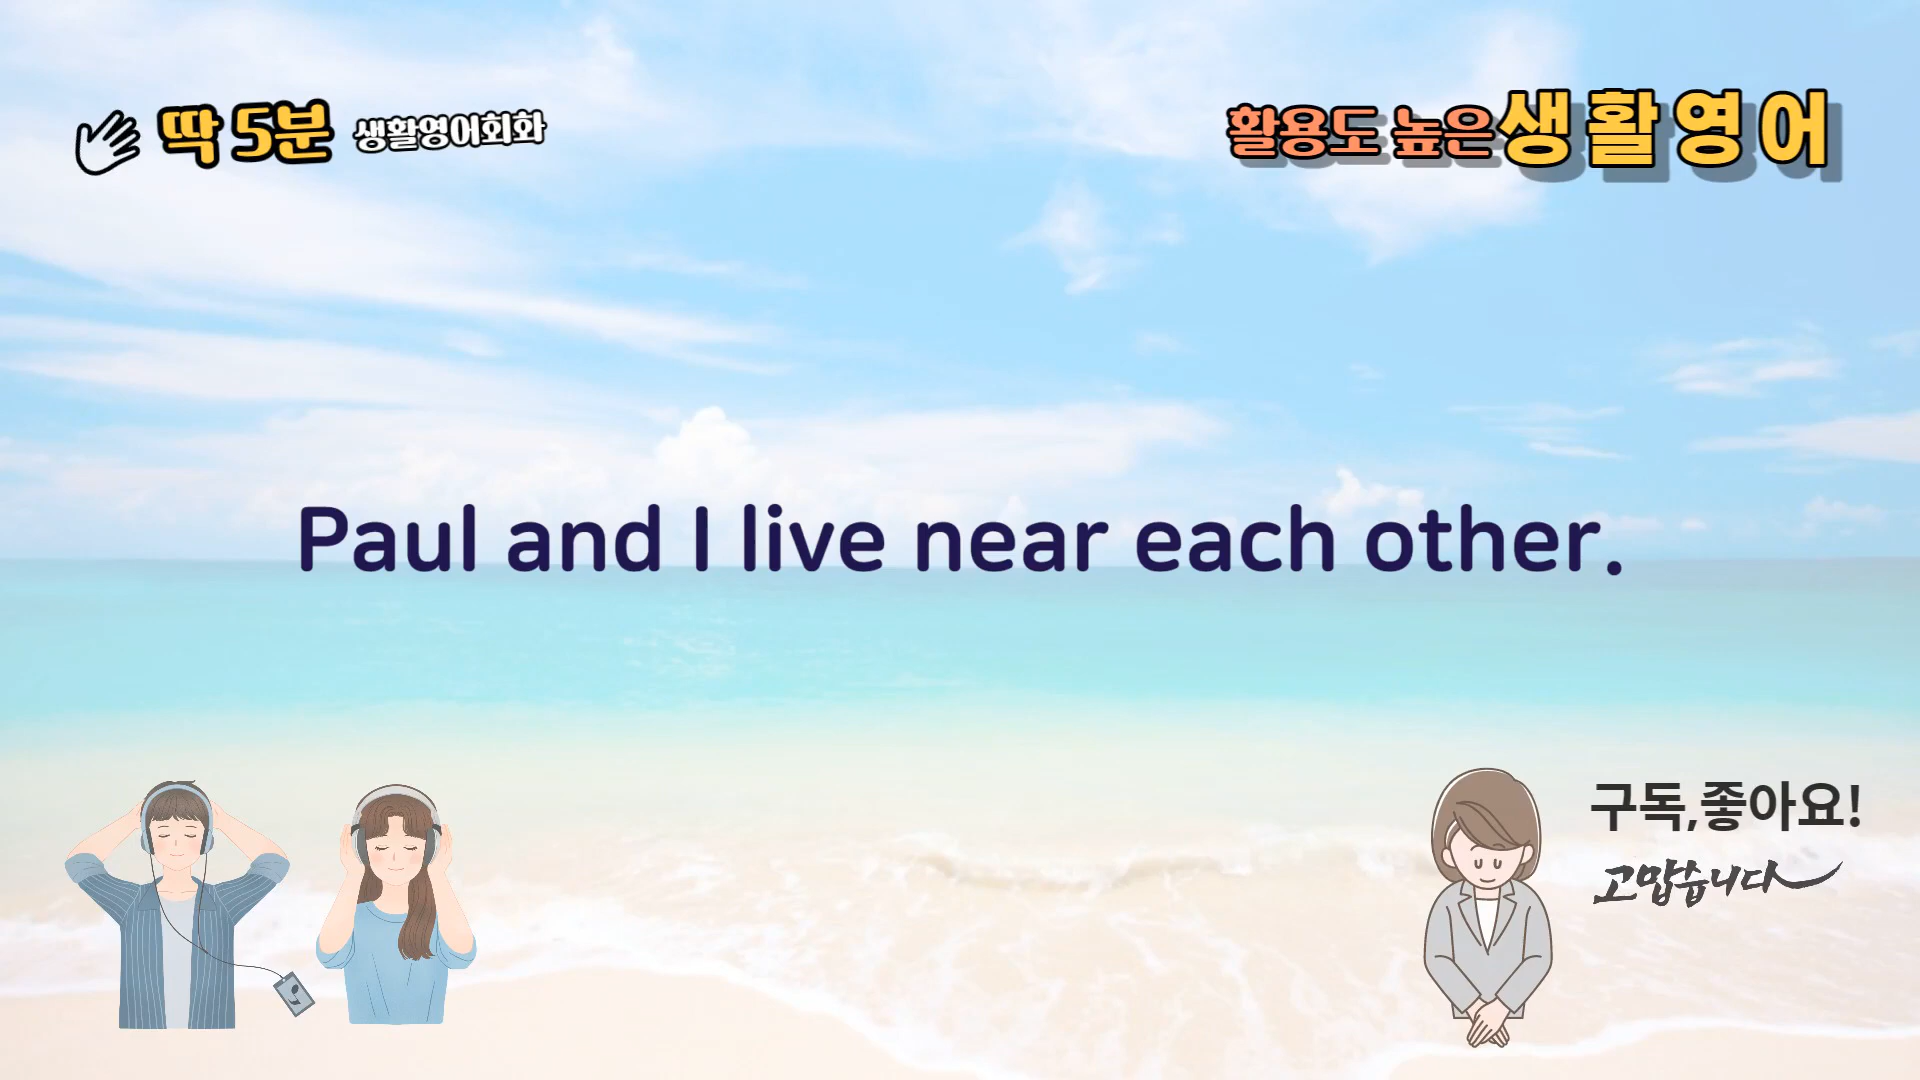 딱 5분 생활영어회화
활용도 높은 생활영어
Paul and I live near each other.
구독,좋아요!
고맙습니다